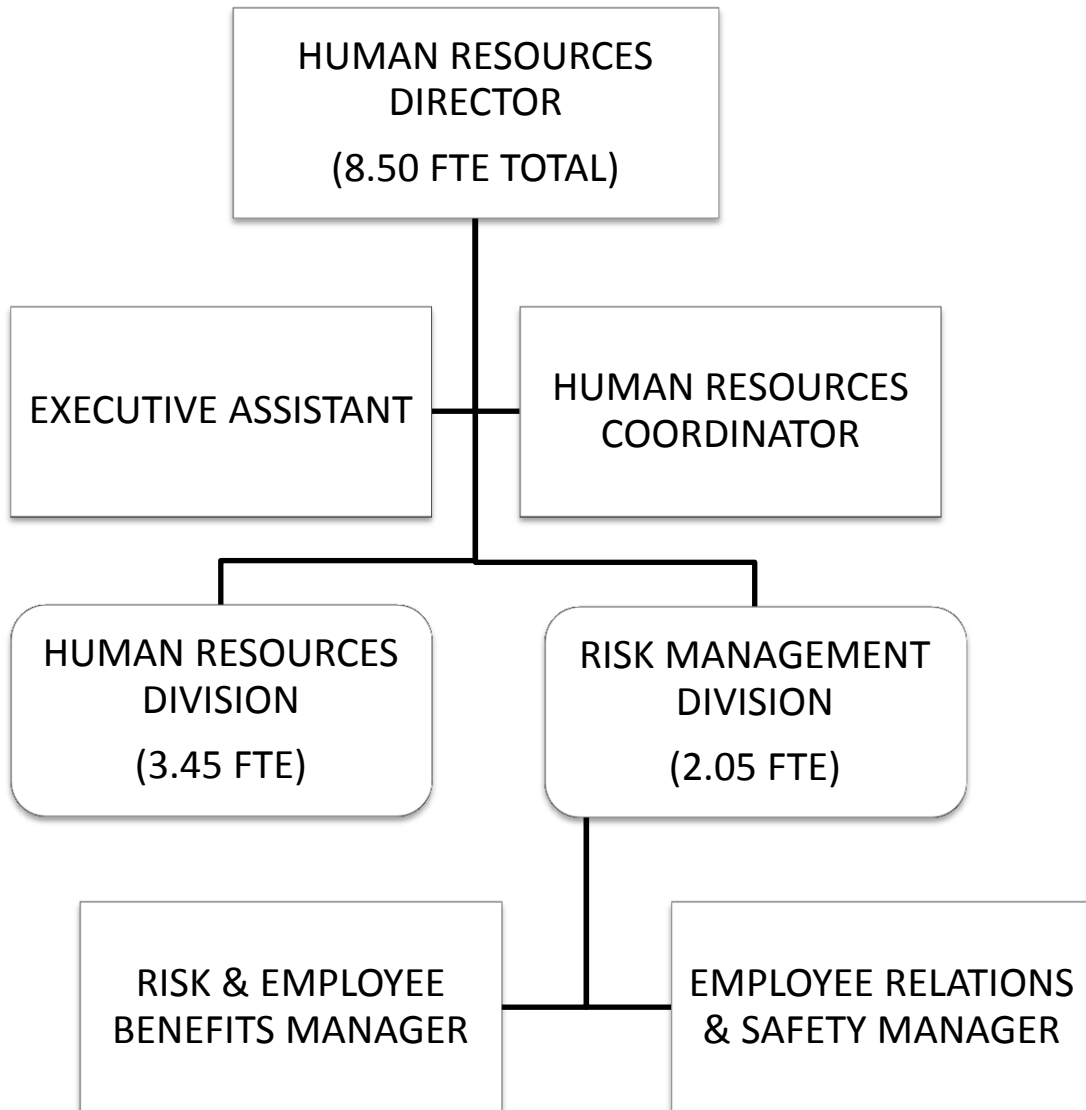 HUMAN RESOURCES
DIRECTOR
(8.50 FTE TOTAL)
EXECUTIVE ASSISTANT
HUMAN RESOURCES
COORDINATOR
HUMAN RESOURCES
DIVISION
(3.45 FTE)
RISK MANAGEMENT
DIVISION
(2.05 FTE)
RISK & EMPLOYEE
BENEFITS MANAGER
EMPLOYEE RELATIONS
& SAFETY MANAGER